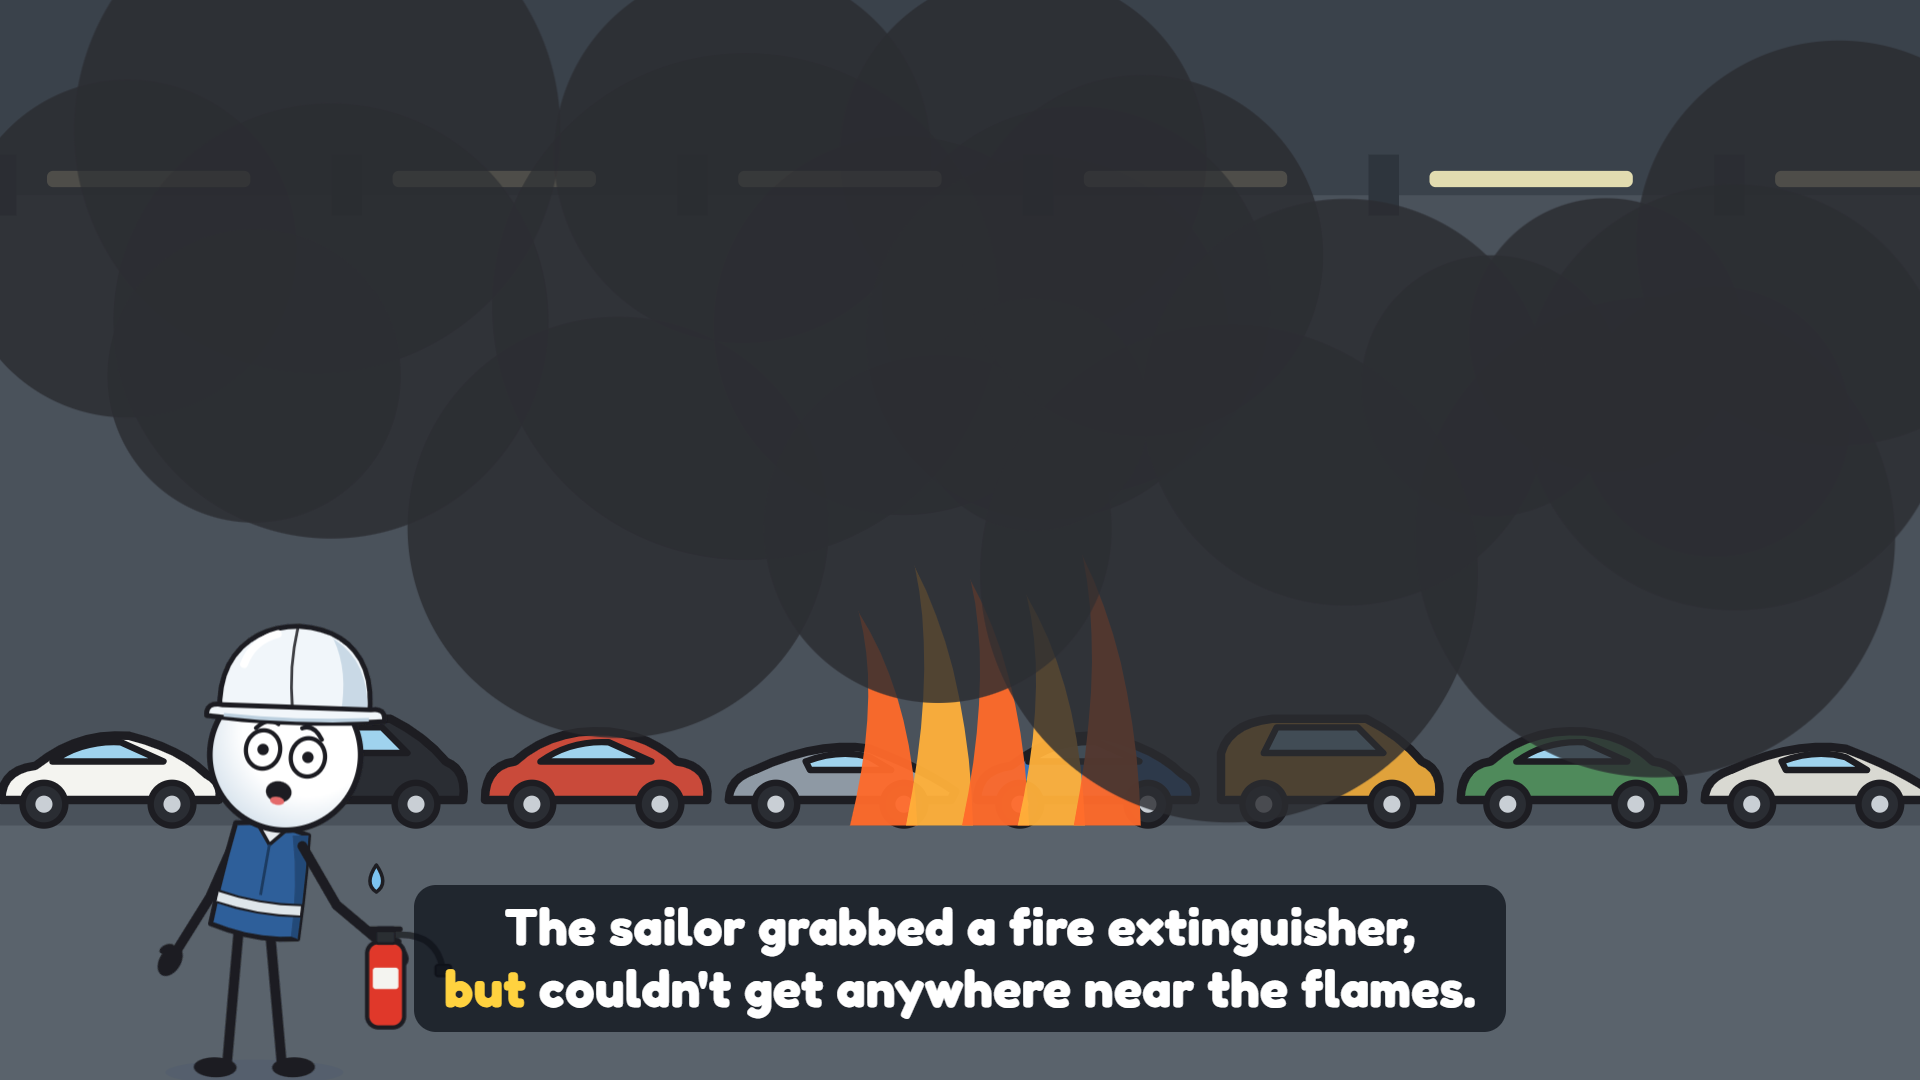 The sailor grabbed a fire extinguisher,
but couldn't get anywhere near the flames.